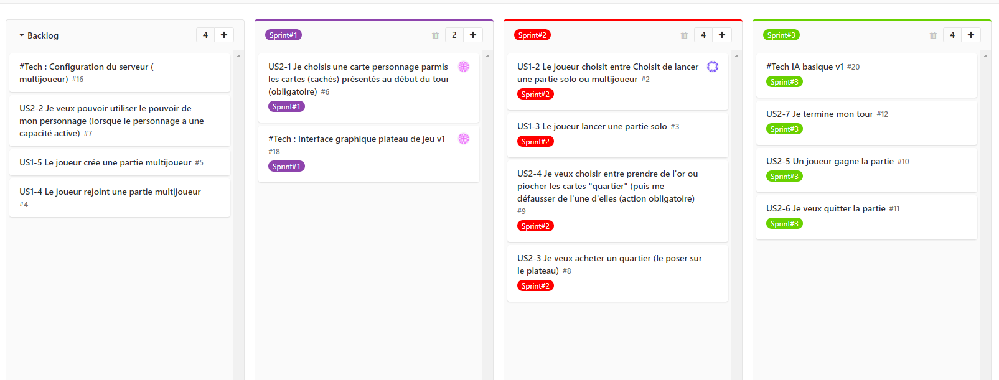 Backlog
4
#Tech : Configuration du serveur (
multijoueur) #16
US2-2 Je veux pouvoir utiliser le pouvoir de
mon personnage (lorsque le personnage a une
capacité active) #7
US1-5 Le joueur crée une partie multijoueur #5
US1-4 Le joueur rejoint une partie multijoueur
#4
Sprint#1
2
US2-1 Je choisis une carte personnage parmis
les cartes (cachés) présentés au début du tour
(obligatoire) #6
Sprint#1
#Tech : Interface graphique plateau de jeu v1
#18
Sprint#1
Sprint#2
4
US1-2 Le joueur choisit entre Choisit de lancer
une partie solo ou multijoueur #2
Sprint#2
US1-3 Le joueur lancer une partie solo #3
Sprint#2
US2-4 Je veux choisir entre prendre de l'or ou
piocher les cartes "quartier" (puis me
défausser de l'une d'elles (action obligatoire)
#9
Sprint#2
US2-3 Je veux acheter un quartier (le poser sur
le plateau) #8
Sprint#2
Sprint#3
4
#Tech IA basique v1 #20
Sprint#3
US2-7 Je termine mon tour #12
Sprint#3
US2-5 Un joueur gagne la partie #10
Sprint#3
US2-6 Je veux quitter la partie #11
Sprint#3